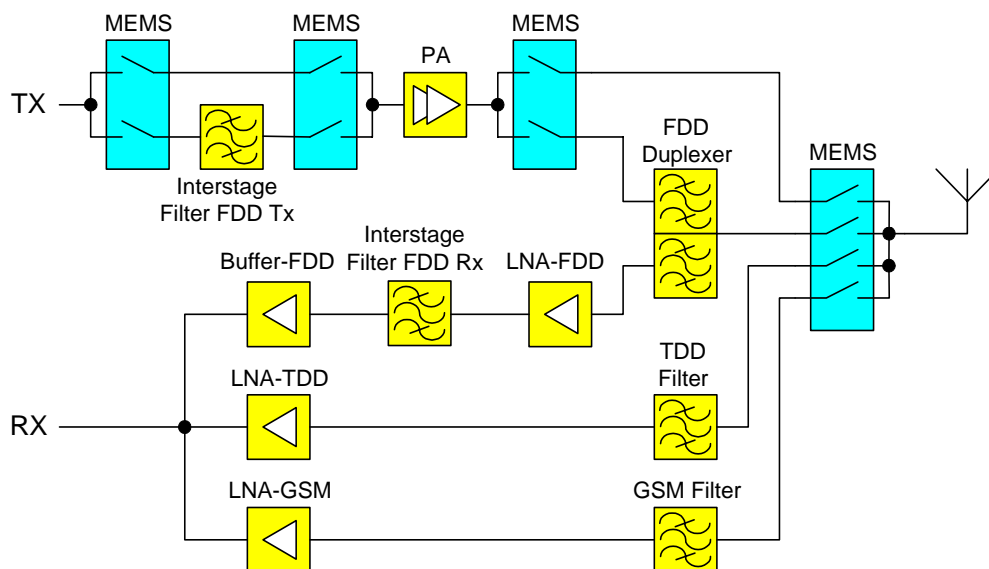 MEMS
MEMS
PA
MEMS
TX
FDD
Duplexer
MEMS
Interstage
Filter FDD Tx
Interstage
Filter FDD Rx
Buffer-FDD
LNA-FDD
TDD
Filter
LNA-TDD
RX
LNA-GSM
GSM Filter